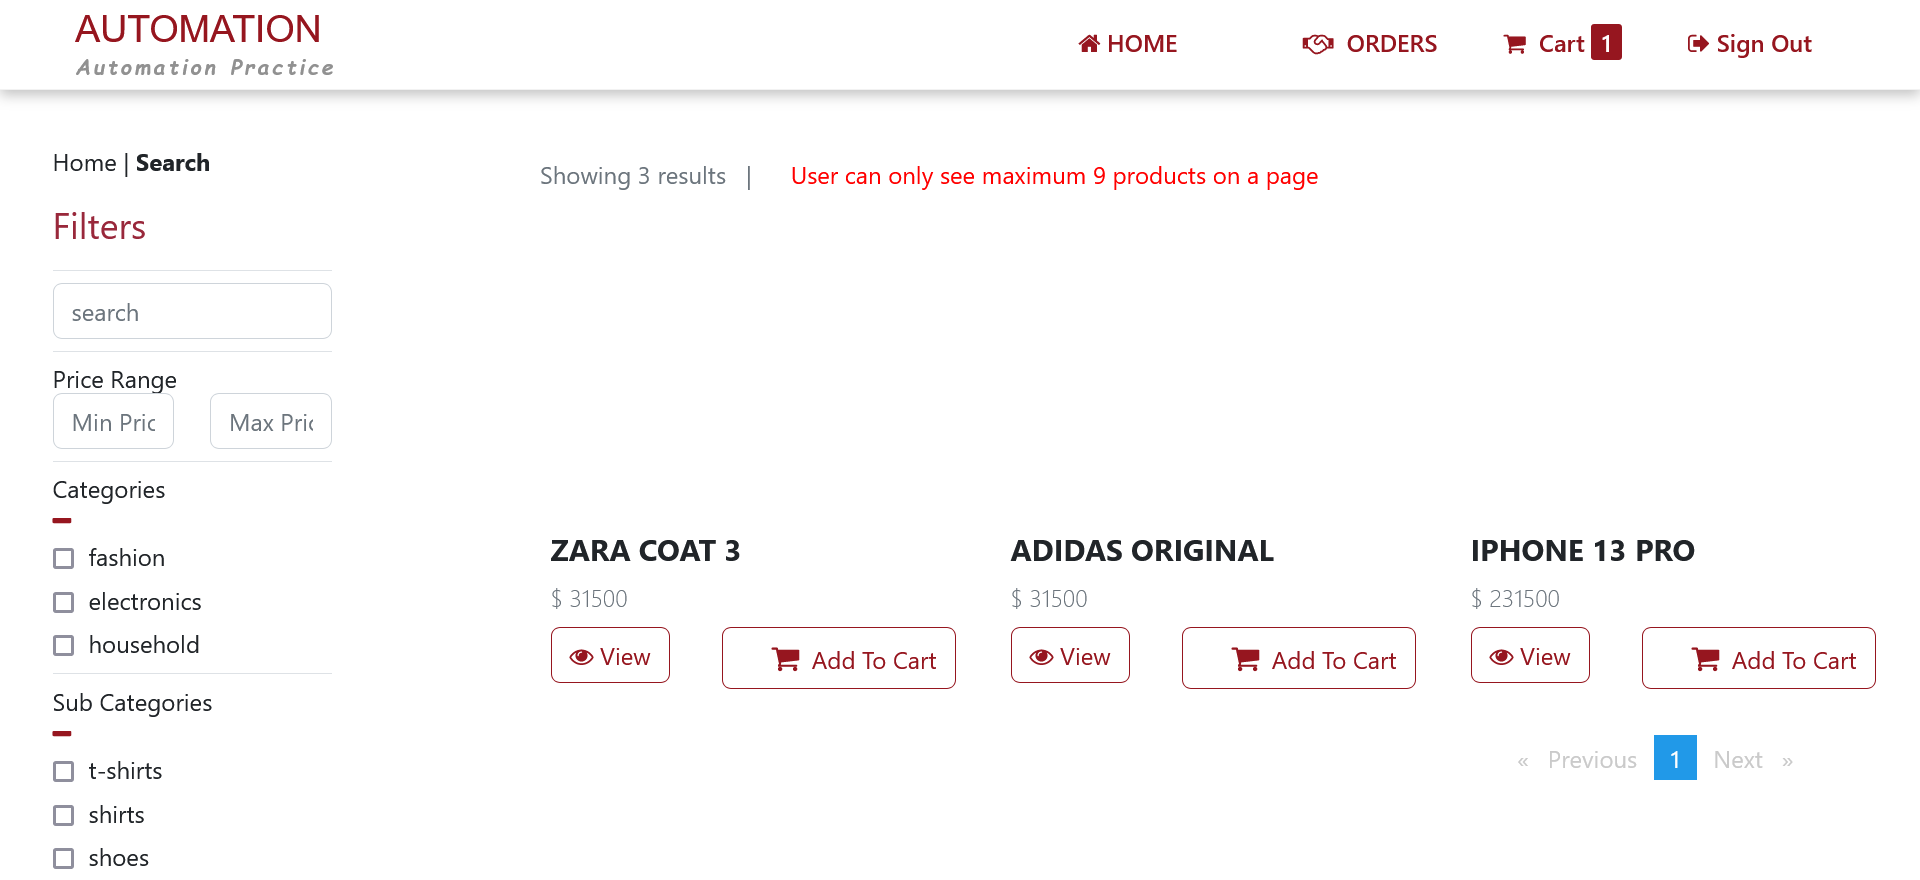 AUTOMATION
Automation Practice
HOME
ORDERS
Cart 1
Sign Out
Home | Search
Showing 3 results |
User can only see maximum 9 products on a page
Filters
search
Price Range
Min Pric
Max Pric
Categories
fashion
electronics
household
Sub Categories
t-shirts
shirts
shoes
ZARA COAT 3
$ 31500
View
Add To Cart
ADIDAS ORIGINAL
$ 31500
View
Add To Cart
IPHONE 13 PRO
$ 231500
View
Add To Cart
« Previous 1 Next »